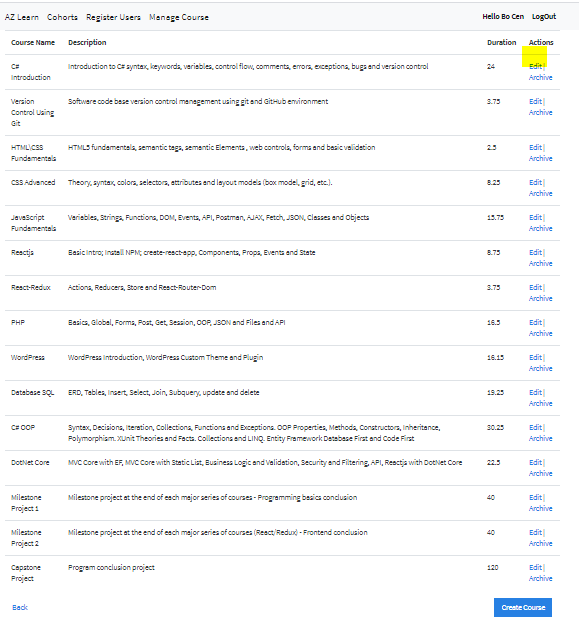 AZ Learn Cohorts Register Users Manage Course Hello Bo Cen LogOut
Course Name Description Duration Actions
C# Introduction to C# syntax, keywords, variables, control flow, comments, errors, exceptions, bugs and version control 24 Edit |
Introduction Archive
Version Software code base version control management using git and GitHub environment 3.75 Edit |
Control Using Archive
Git
HTML\CSS HTML5 fundamentals, semantic tags, semantic Elements , web controls, forms and basic validation 2.5 Edit |
Fundamentals Archive
CSS Advanced Theory, syntax, colors, selectors, attributes and layout models (box model, grid, etc.). 8.25 Edit |
Archive
JavaScript Variables, Strings, Functions, DOM, Events, API, Postman, AJAX, Fetch, JSON, Classes and Objects 15.75 Edit |
Fundamentals Archive
Reactjs Basic Intro; Install NPM; create-react-app, Components, Props, Events and State 8.75 Edit |
Archive
React-Redux Actions, Reducers, Store and React-Router-Dom 3.75 Edit |
Archive
PHP Basics, Global, Forms, Post, Get, Session, OOP, JSON and Files and API 16.5 Edit |
Archive
WordPress WordPress Introduction, WordPress Custom Theme and Plugin 16.15 Edit |
Archive
Database SQL ERD, Tables, Insert, Select, Join, Subquery, update and delete 19.25 Edit |
Archive
C# OOP Syntax, Decisions, Iteration, Collections, Functions and Exceptions. OOP Properties, Methods, Constructors, Inheritance, 30.25 Edit |
Polymorphism. XUnit Theories and Facts. Collections and LINQ. Entity Framework Database First and Code First Archive
DotNet Core MVC Core with EF, MVC Core with Static List, Business Logic and Validation, Security and Filtering, API, Reactjs with DotNet Core 22.5 Edit |
Archive
Milestone Milestone project at the end of each major series of courses - Programming basics conclusion 40 Edit |
Project 1 Archive
Milestone Milestone project at the end of each major series of courses (React/Redux) - Frontend conclusion 40 Edit |
Project 2 Archive
Capstone Program conclusion project 120 Edit |
Project Archive
Back Create Course